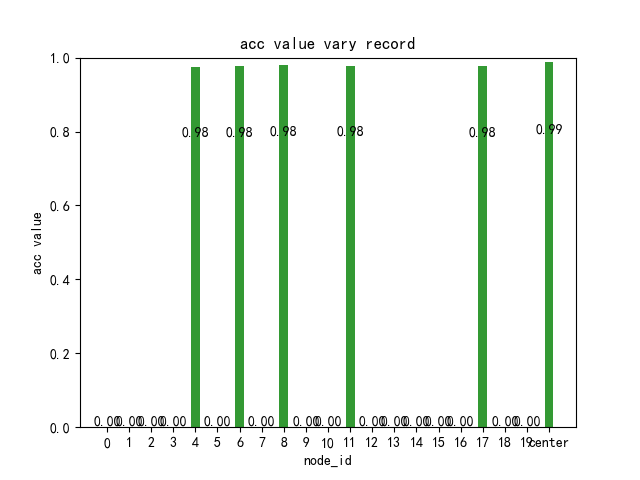 acc value vary record
acc value
1.0
0.8
0.6
0.4
0.2
0.0
0.98 0.98 0.98 0.98 0.98 0.99
0.00 0.00 0.00 0.00 0.00 0.00 0.00 0.00 0.00 0.00 0.00 0.00 0.00 0.00 0.00
0 1 2 3 4 5 6 7 8 9 10 11 12 13 14 15 16 17 18 19 center
node_id